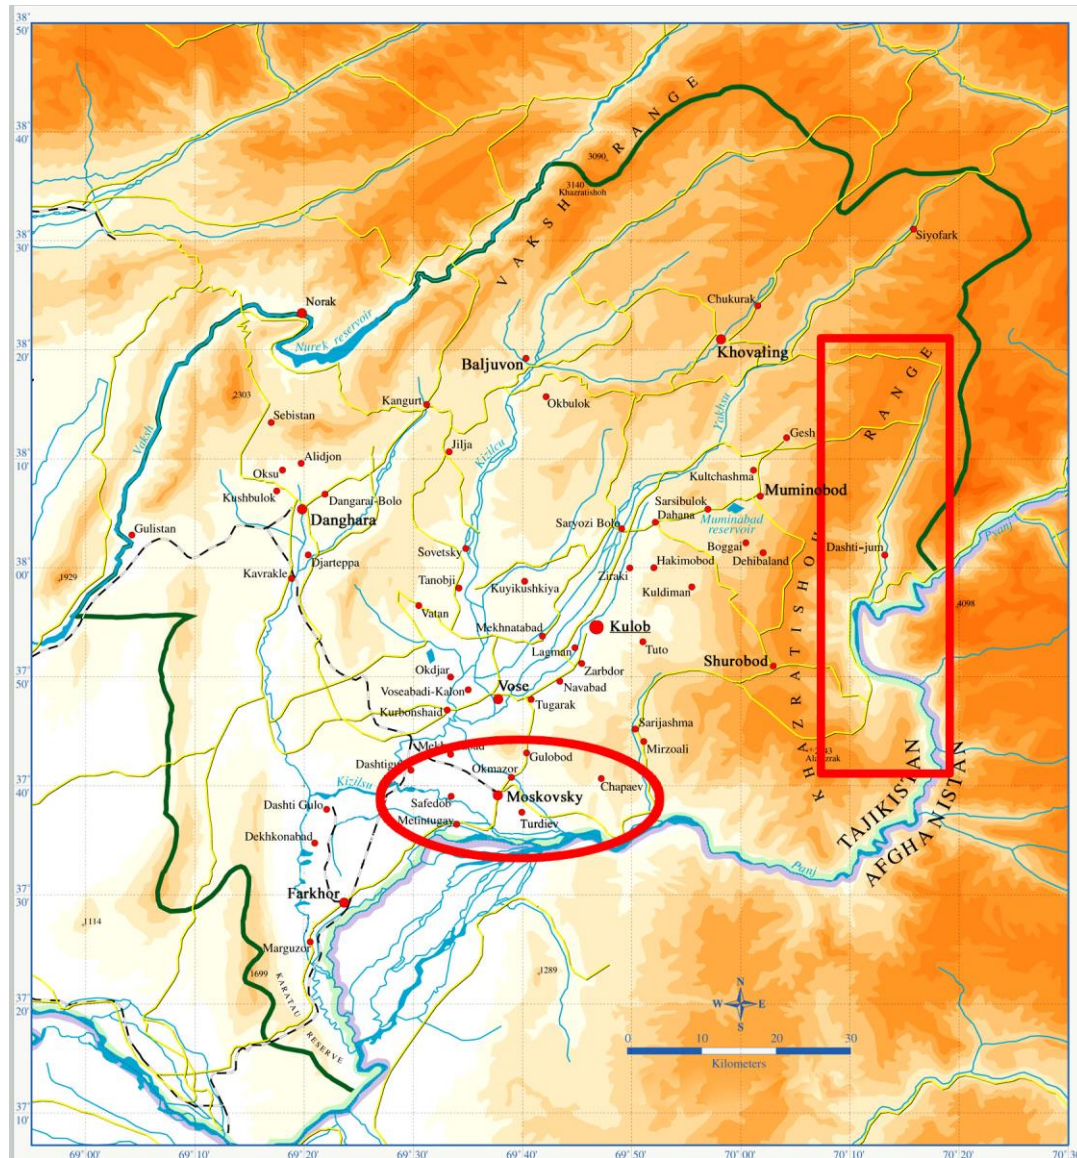 38°
50'
38°
40'
38°
30'
38°
20'
38°
10'
38°
00'
37°
50'
37°
40'
37°
30'
37°
20'
37°
10'
3090
RANGE
3140
Khazratishoh
VAKSH
Siyofark
Norak
Nurek reservoir
Chukurak
Khovaling
Baljuvon
RANGE
2303
Vaksh
Sebistan
Kangurt
Okbulok
Yakhsu
Kizilcu
Gesh
Jilja
Alidjon
Oksu
Kultchashma
Kushbulok
Dangarai-Bolo
Muminobod
Danghara
Sarsibulok
Dahana
Muminabad
reservoir
Saryozi Bolo
Gulistan
Pyanj
Boggai
Dehibaland
Dashti-jum
Sovetsky
Djarteppa
Hakimobod
Ziraki
Kavrakle
Tanobji
Kuyikushkiya
Kuldiman
1929
Vatan
4098
Mekhnatabad
Kulob
Lagman
Tuto
KHAZRATISHOH
Shurobod
Zarbdor
Okdjar
Navabad
Voseabadi-Kalon
Vose
Tugarak
Kurbonshaid
Sarijashma
Mirzoali
Gulobod
Okmazor
Chapaev
Kizilsu
Safedob
Moskovsky
Dashti Gulo
Metintugay
Turdiev
Dekhkonabad
TAJIKISTAN
AFGHANISTAN
Panj
Farkhor
1114
Marguzor
1699
1289
KARATAU
RESERVE
N
W E
S
0 10 20 30
Kilometers
69° 00' 69° 10' 69° 20' 69° 30' 69° 40' 69° 50' 70° 00' 70° 10' 70° 20'